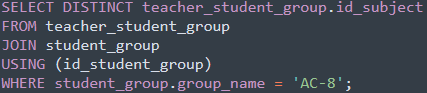 SELECT DISTINCT teacher_student_group.id_subject
FROM teacher_student_group
JOIN student_group
USING (id_student_group)
WHERE student_group.group_name = 'AC-8';